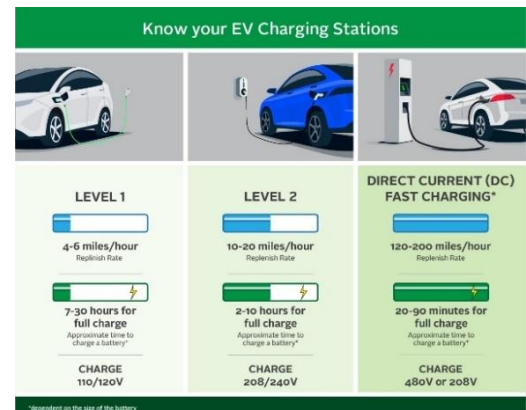 Know your EV Charging Stations
LEVEL 1
4-6 miles/hour
Replinish Rate
7-30 hours for
full charge
Approximate time to
charge a battery*
CHARGE
110/120V
LEVEL 2
10-20 miles/hour
Replenish Rate
2-10 hours for
full charge
Approximate time to
charge a battery*
CHARGE
208/240V
DIRECT CURRENT (DC)
FAST CHARGING*
120-200 miles/hour
Replenish Rate
20-90 minutes for
full charge
Approximate time to
charge a battery*
CHARGE
480V or 208V
*dependent on the size of the battery